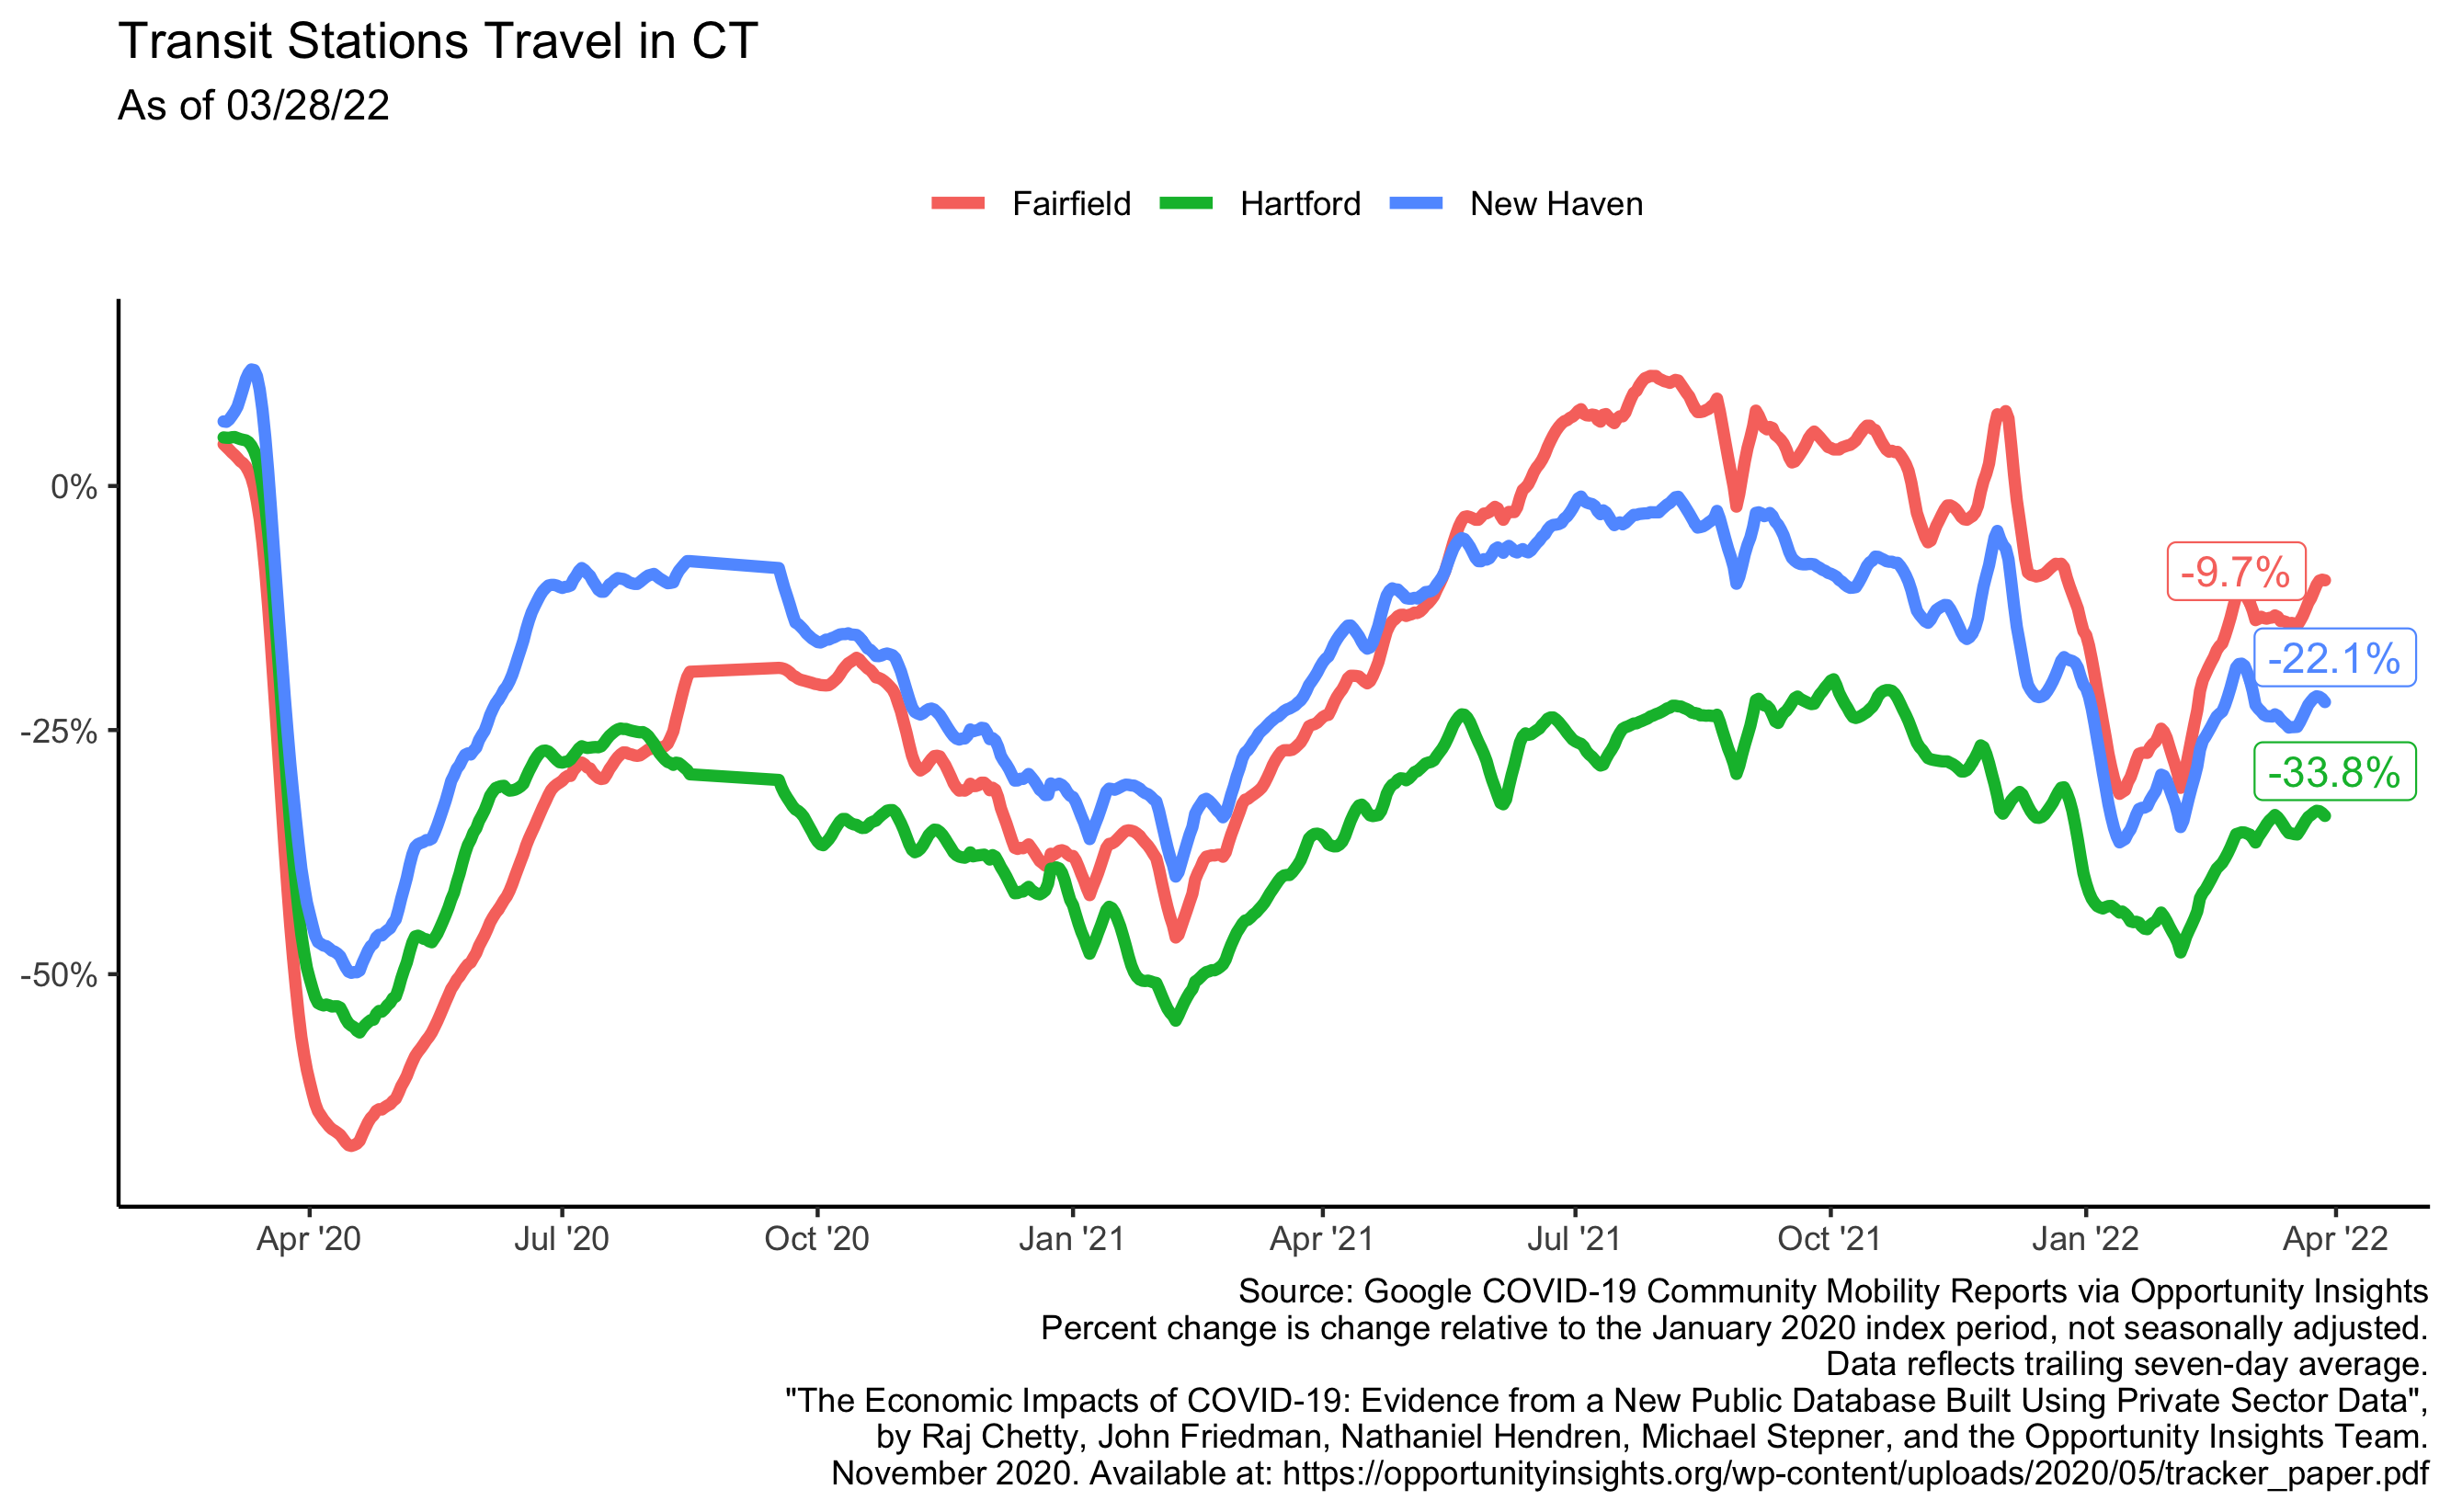 Transit Stations Travel in CT
As of 03/28/22
Fairfield Hartford New Haven
0%
-25%
-50%
-9.7%
-22.1%
-33.8%
Apr '20 Jul '20 Oct '20 Jan '21 Apr '21 Jul '21 Oct '21 Jan '22 Apr '22
Source: Google COVID-19 Community Mobility Reports via Opportunity Insights
Percent change is change relative to the January 2020 index period, not seasonally adjusted.
Data reflects trailing seven-day average.
"The Economic Impacts of COVID-19: Evidence from a New Public Database Built Using Private Sector Data",
by Raj Chetty, John Friedman, Nathaniel Hendren, Michael Stepner, and the Opportunity Insights Team.
November 2020. Available at: https://opportunityinsights.org/wp-content/uploads/2020/05/tracker_paper.pdf